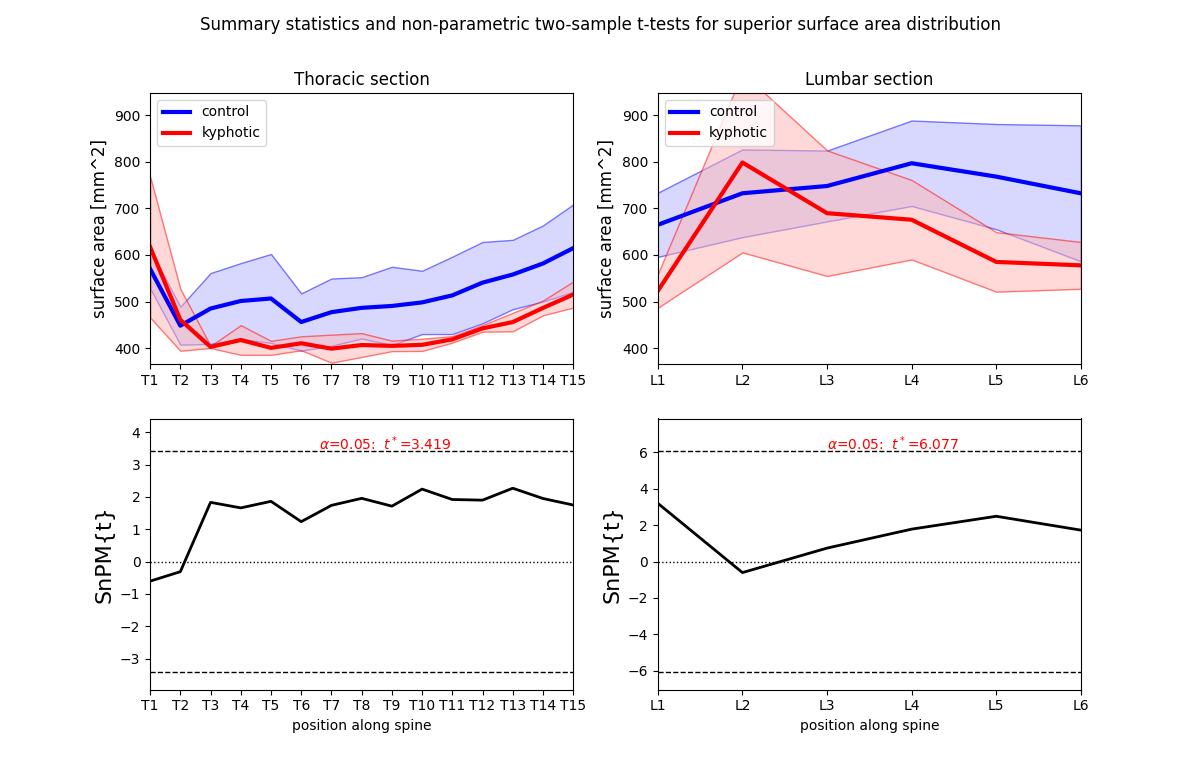 Summary statistics and non-parametric two-sample t-tests for superior surface area distribution
Thoracic section
control
kyphotic
surface area [mm^2]
900
800
700
600
500
400
T1 T2 T3 T4 T5 T6 T7 T8 T9 T10 T11 T12 T13 T14 T15
Lumbar section
control
kyphotic
surface area [mm^2]
900
800
700
600
500
400
L1 L2 L3 L4 L5 L6
α=0.05: t*=3.419
SnPM{t}
4
3
2
1
0
−1
−2
−3
T1 T2 T3 T4 T5 T6 T7 T8 T9 T10 T11 T12 T13 T14 T15
position along spine
α=0.05: t*=6.077
SnPM{t}
6
4
2
0
−2
−4
−6
L1 L2 L3 L4 L5 L6
position along spine